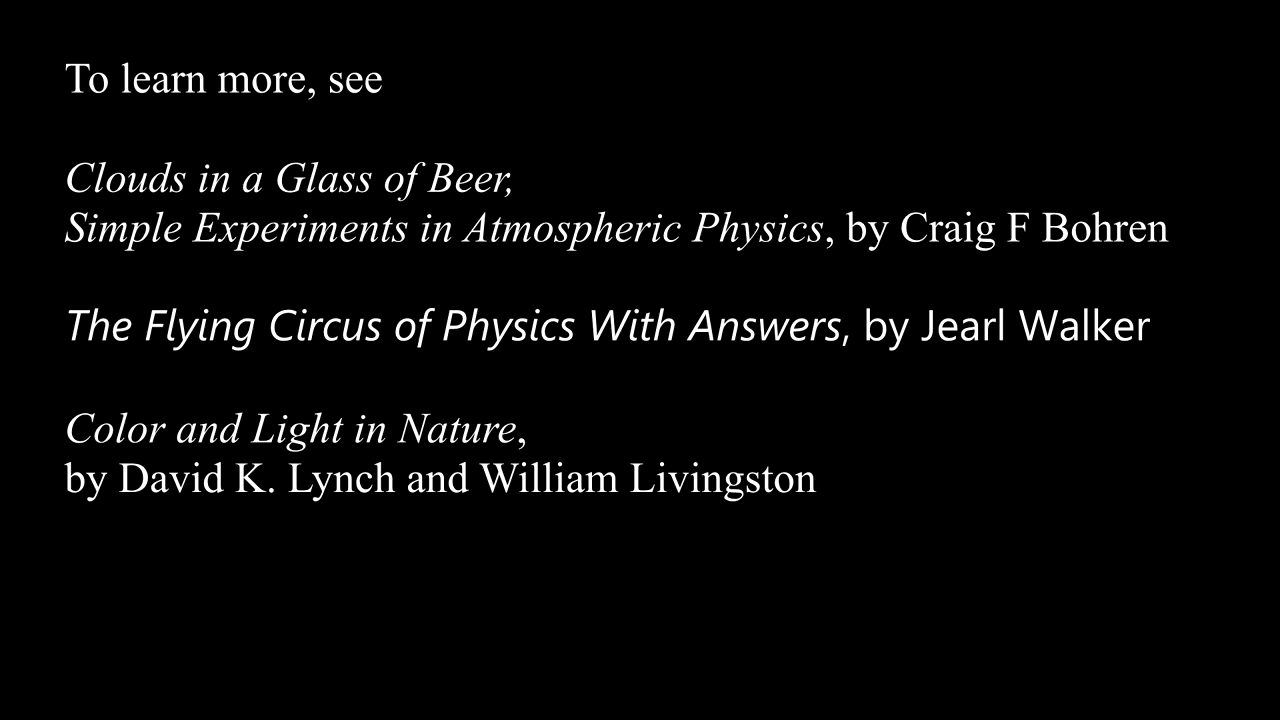 To learn more, see
Clouds in a Glass of Beer,
Simple Experiments in Atmospheric Physics, by Craig F Bohren
The Flying Circus of Physics With Answers, by Jearl Walker
Color and Light in Nature,
by David K. Lynch and William Livingston